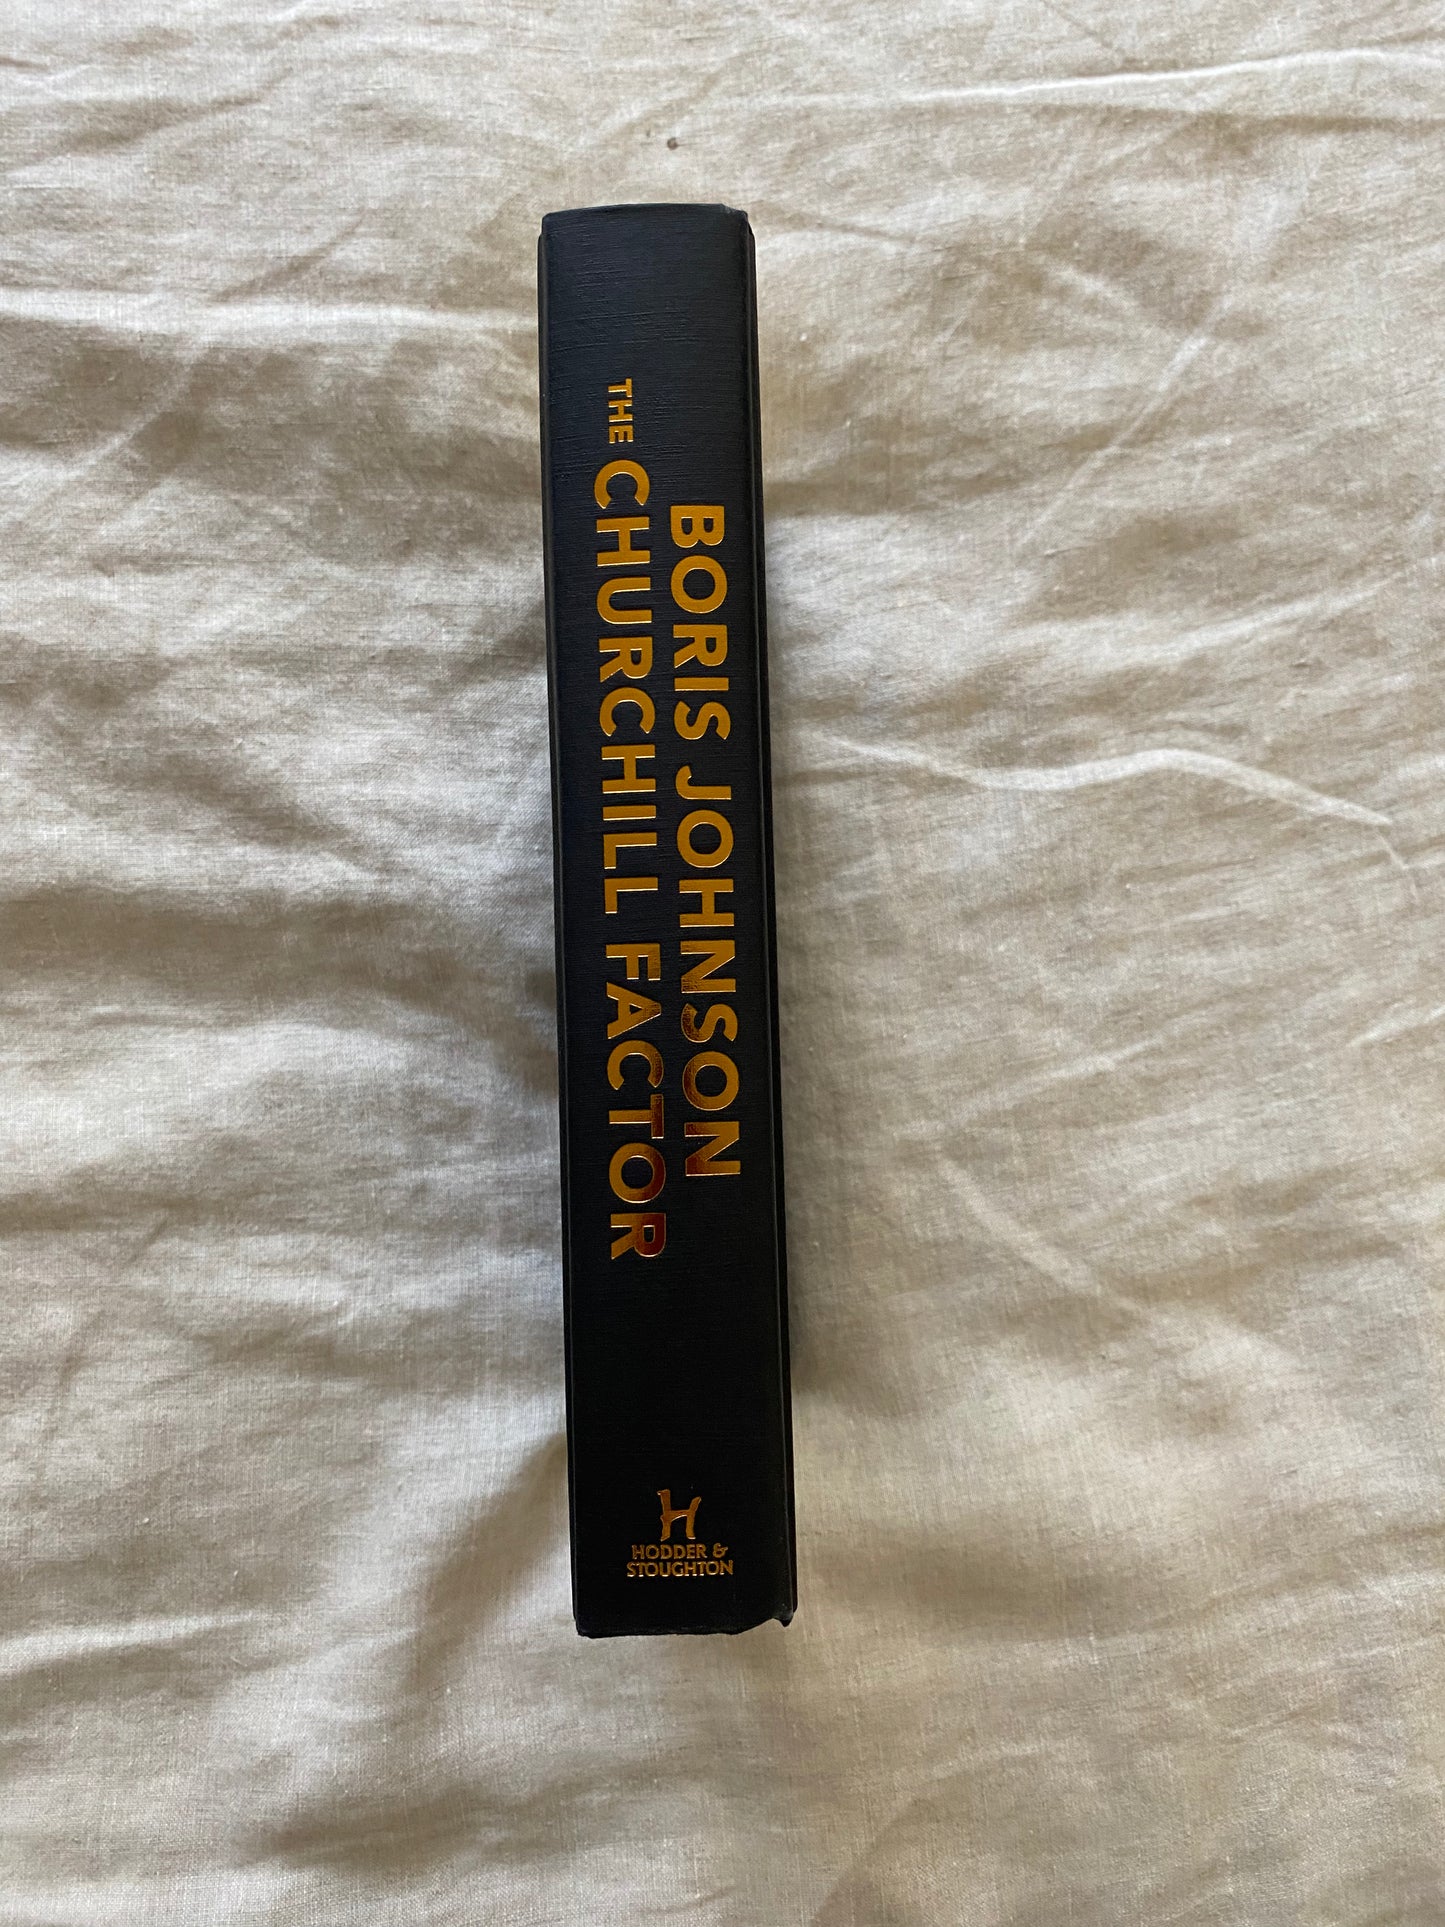 BORIS JOHNSON
THE CHURCHILL FACTOR
H
HODDER &
STOUGHTON